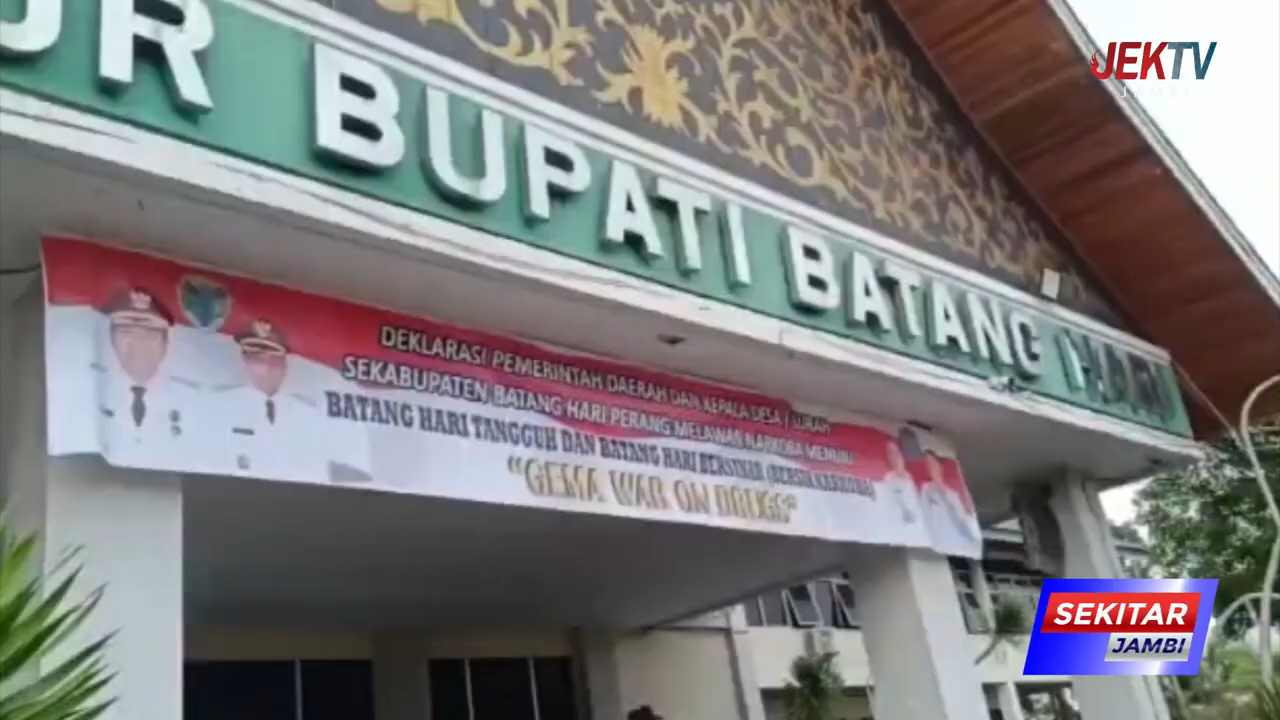 JEKTV
JAMBI
UR BUPATI BATANG HARI
DEKLARASI PEMERINTAH DAERAH DAN KEPALA DESA / LURAH
SEKABUPATEN BATANG HARI PERANG MELAWAN NARKOBA MENUJU
BATANG HARI TANGGUH DAN BATANG HARI BERSINAR (BERSIH NARKOBA)
"GEMA WAR ON DRUGS"
SEKITAR
JAMBI